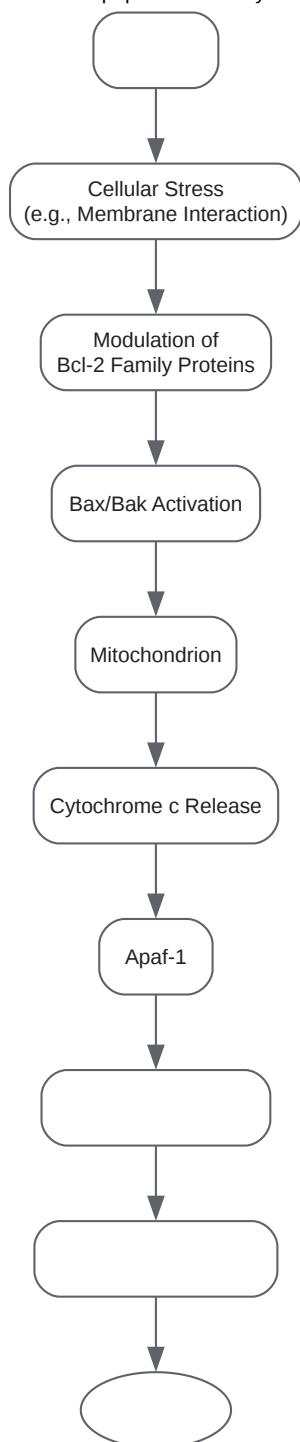 Cellular Stress
(e.g., Membrane Interaction)
Modulation of
Bcl-2 Family Proteins
Bax/Bak Activation
Mitochondrion
Cytochrome c Release
Apaf-1